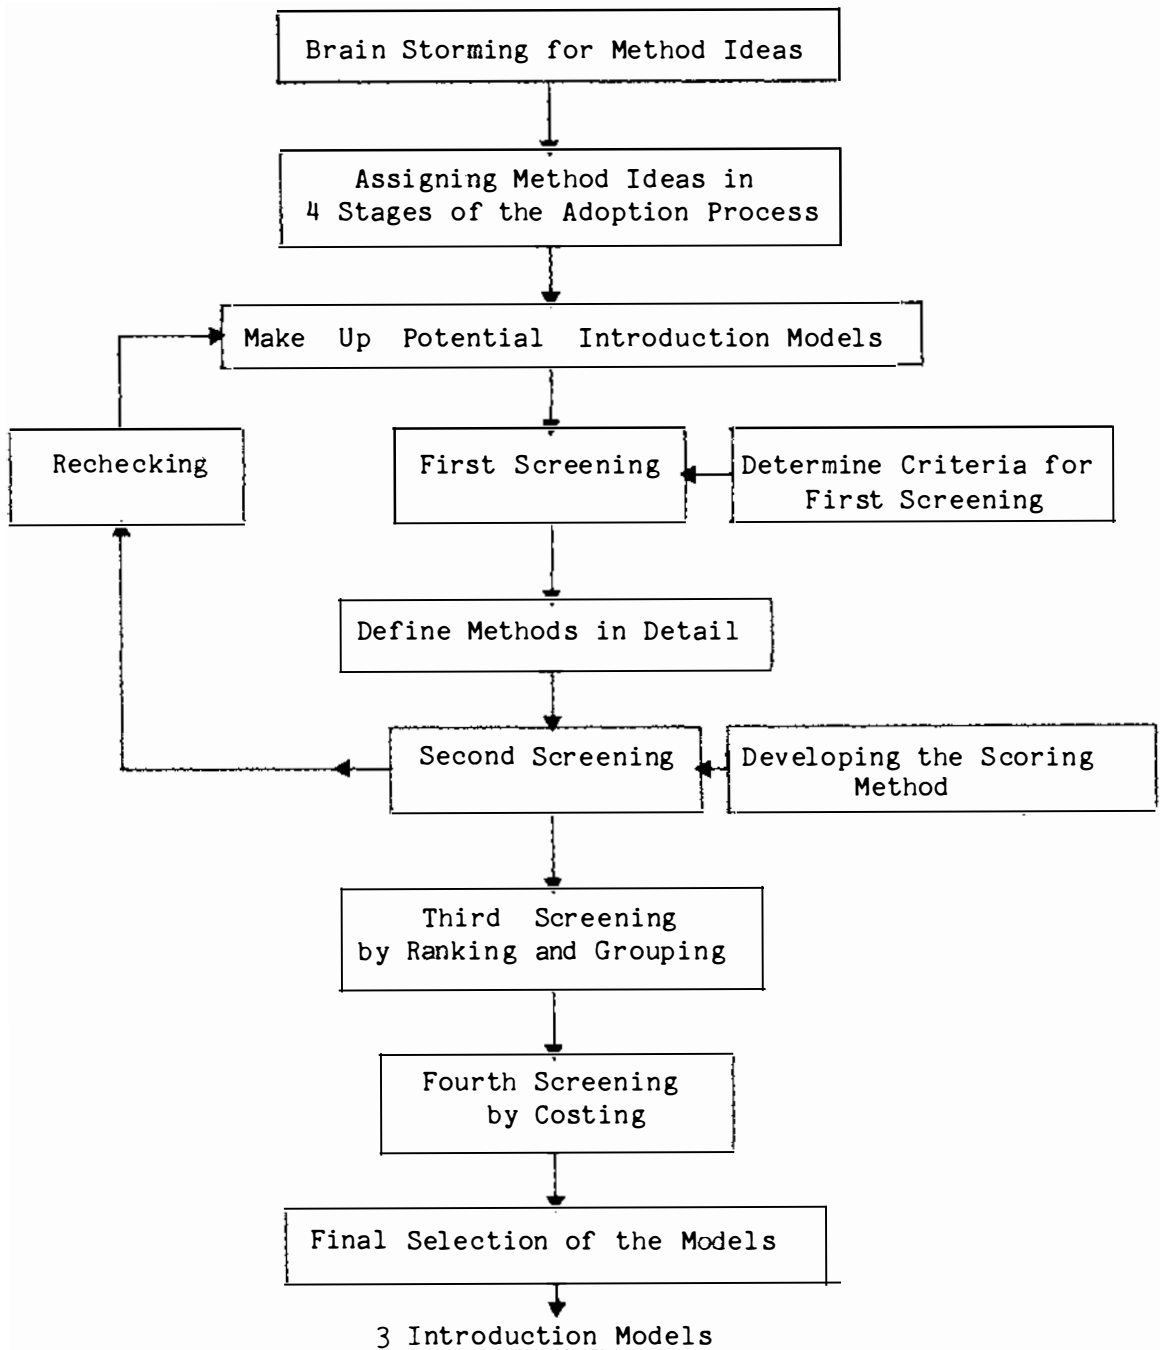 Brain Storming for Method Ideas
Assigning Method Ideas in
4 Stages of the Adoption Process
Make Up Potential Introduction Models
Rechecking
First Screening
Determine Criteria for
First Screening
Define Methods in Detail
Second Screening
Developing the Scoring
Method
Third Screening
by Ranking and Grouping
Fourth Screening
by Costing
Final Selection of the Models
3 Introduction Models